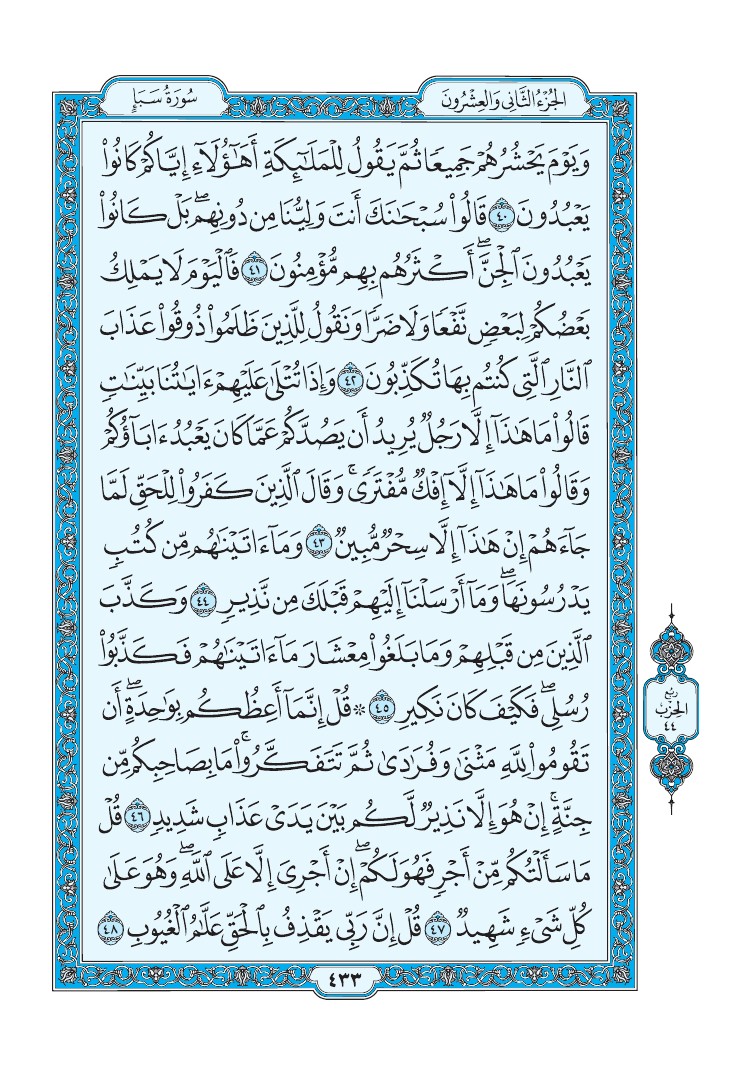 الجُزْءُ الثَّانِي وَالعِشْرُونَ
سُورَةُ سَبَإٍ
وَيَوْمَ يَحْشُرُهُمْ جَمِيعًا ثُمَّ يَقُولُ لِلْمَلَٰٓئِكَةِ أَهَٰٓؤُلَآءِ إِيَّاكُمْ كَانُوا۟
يَعْبُدُونَ ٤٠ قَالُوا۟ سُبْحَٰنَكَ أَنتَ وَلِيُّنَا مِن دُونِهِمۖ بَلْ كَانُوا۟
يَعْبُدُونَ ٱلْجِنَّۖ أَكْثَرُهُم بِهِم مُّؤْمِنُونَ ٤١ فَٱلْيَوْمَ لَا يَمْلِكُ
بَعْضُكُمْ لِبَعْضٍ نَّفْعًا وَلَا ضَرًّا وَنَقُولُ لِلَّذِينَ ظَلَمُوا۟ ذُوقُوا۟ عَذَابَ
ٱلنَّارِ ٱلَّتِى كُنتُم بِهَا تُكَذِّبُونَ ٤٢ وَإِذَا تُتْلَىٰ عَلَيْهِمْ ءَايَٰتُنَا بَيِّنَٰتٍ
قَالُوا۟ مَا هَٰذَآ إِلَّا رَجُلٌ يُرِيدُ أَن يَصُدَّكُمْ عَمَّا كَانَ يَعْبُدُ ءَابَآؤُكُمْ
وَقَالُوا۟ مَا هَٰذَآ إِلَّآ إِفْكٌ مُّفْتَرًىۚ وَقَالَ ٱلَّذِينَ كَفَرُوا۟ لِلْحَقِّ لَمَّا
جَآءَهُمْ إِنْ هَٰذَآ إِلَّا سِحْرٌ مُّبِينٌ ٤٣ وَمَآ ءَاتَيْنَٰهُم مِّن كُتُبٍ
يَدْرُسُونَهَاۖ وَمَآ أَرْسَلْنَآ إِلَيْهِمْ قَبْلَكَ مِن نَّذِيرٍ ٤٤ وَكَذَّبَ
ٱلَّذِينَ مِن قَبْلِهِمْ وَمَا بَلَغُوا۟ مِعْشَارَ مَآ ءَاتَيْنَٰهُمْ فَكَذَّبُوا۟
رُسُلِىۖ فَكَيْفَ كَانَ نَكِيرِ ٤٥ ۞ قُلْ إِنَّمَآ أَعِظُكُم بِوَٰحِدَةٍۖ أَن
تَقُومُوا۟ لِلَّهِ مَثْنَىٰ وَفُرَٰدَىٰ ثُمَّ تَتَفَكَّرُوا۟ۚ مَا بِصَاحِبِكُم مِّن
جِنَّةٍۚ إِنْ هُوَ إِلَّا نَذِيرٌ لَّكُم بَيْنَ يَدَىْ عَذَابٍ شَدِيدٍ ٤٦ قُلْ
مَا سَأَلْتُكُم مِّنْ أَجْرٍ فَهُوَ لَكُمْۖ إِنْ أَجْرِىَ إِلَّا عَلَى ٱللَّهِۖ وَهُوَ عَلَىٰ
كُلِّ شَىْءٍ شَهِيدٌ ٤٧ قُلْ إِنَّ رَبِّى يَقْذِفُ بِٱلْحَقِّ عَلَّٰمُ ٱلْغُيُوبِ ٤٨
ربع
الحزب
٤٤
٤٣٣